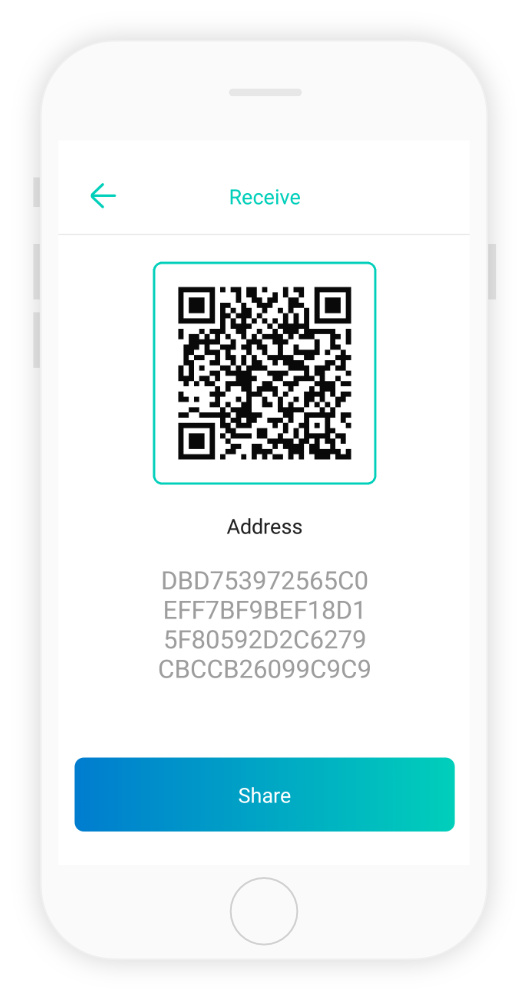 Receive
Address
DBD753972565C0
EFF7BF9BEF18D1
5F80592D2C6279
CBCCB26099C9C9
Share